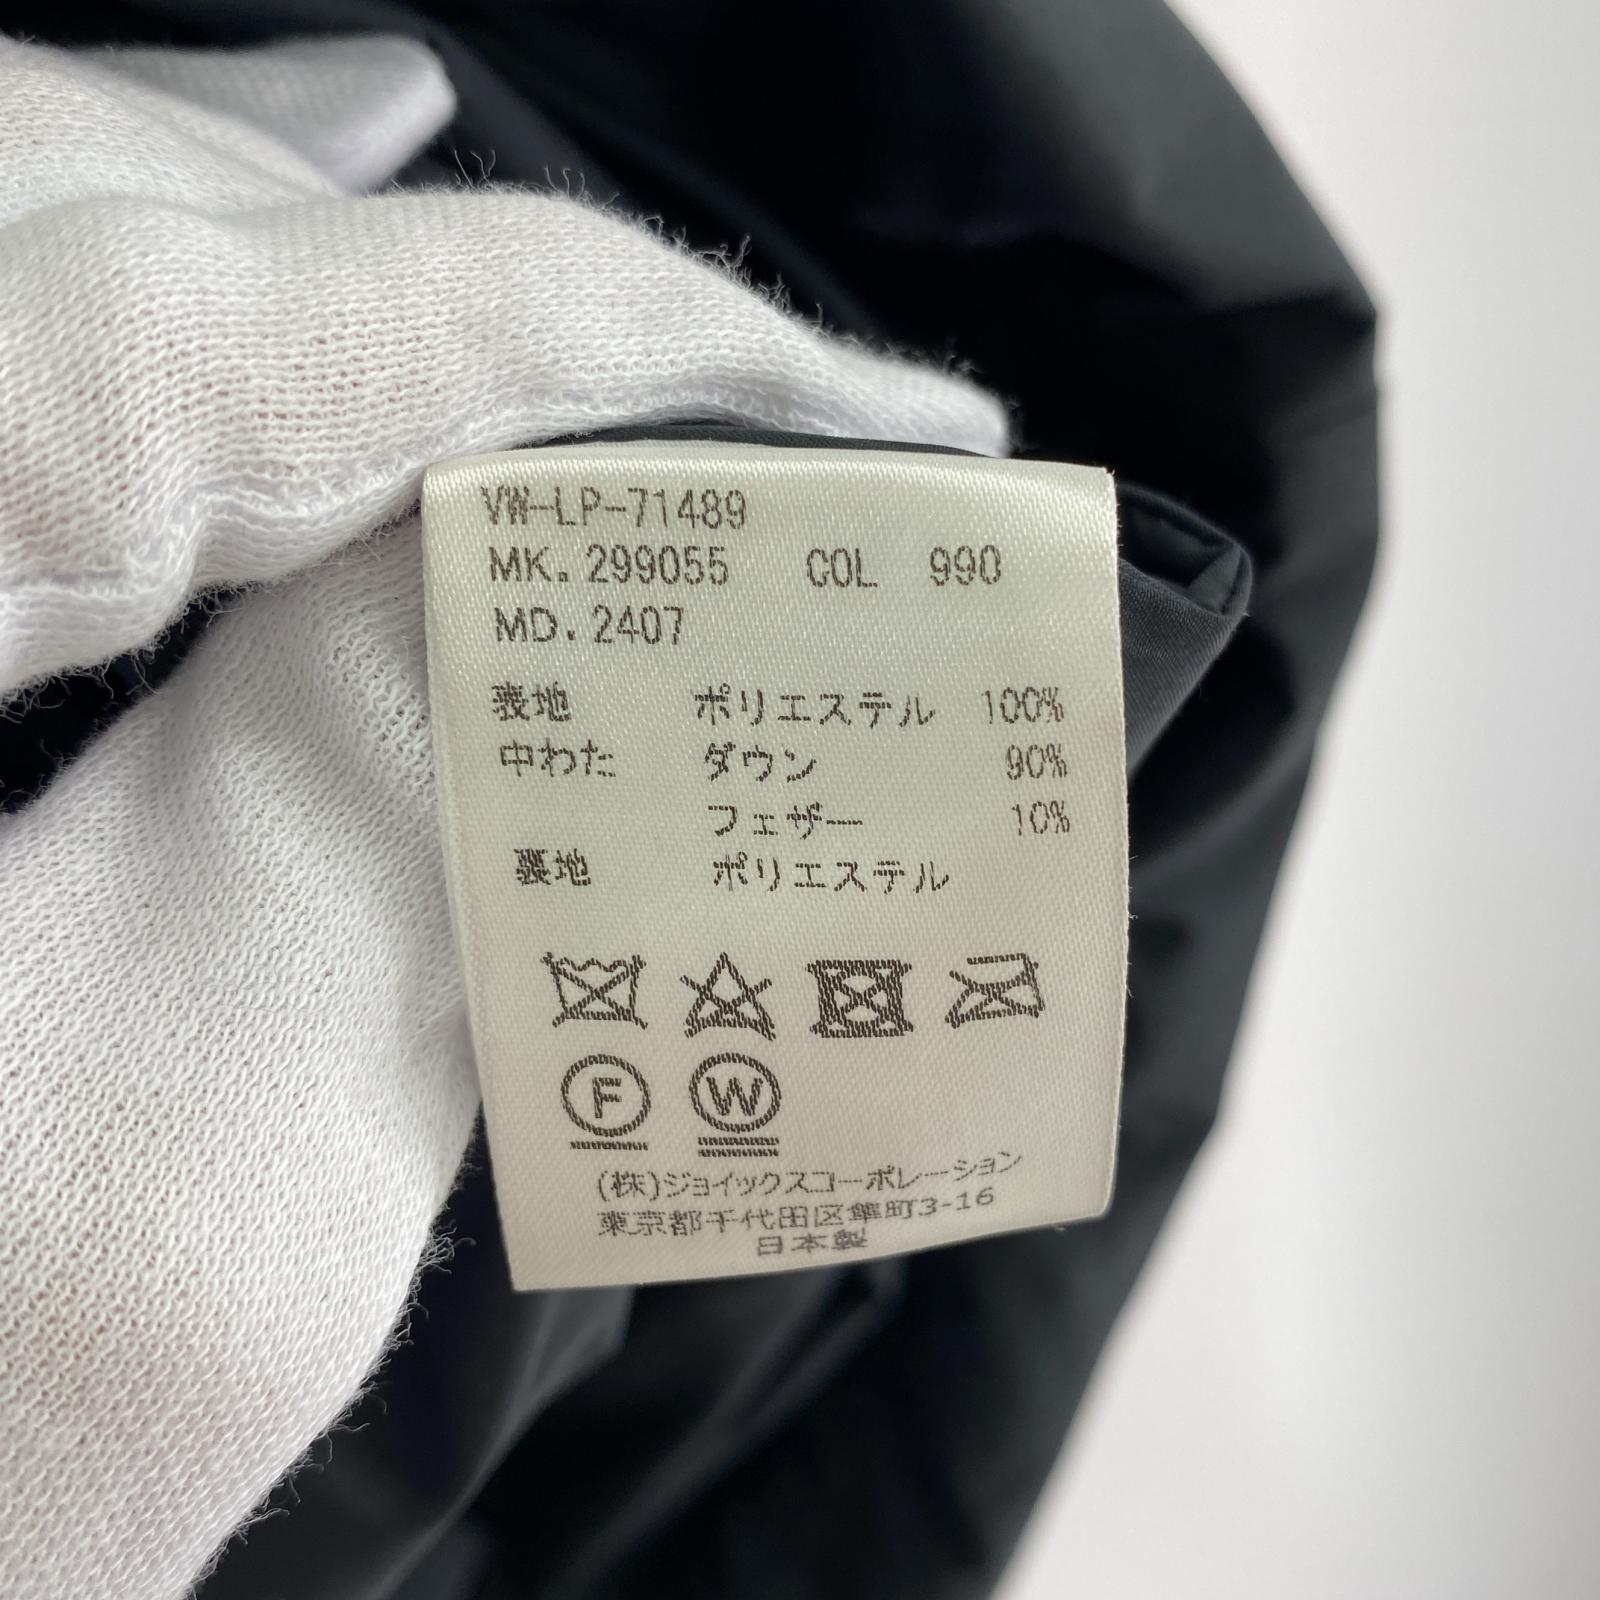 VW-LP-71489
MK. 299055 COL 990
MD. 2407
表地 ポリエステル 100%
中わた ダウン 90%
フェザー 10%
裏地 ポリエステル
F W
(株)ジョイックスコーポレーション
東京都千代田区隼町3-16
日本製